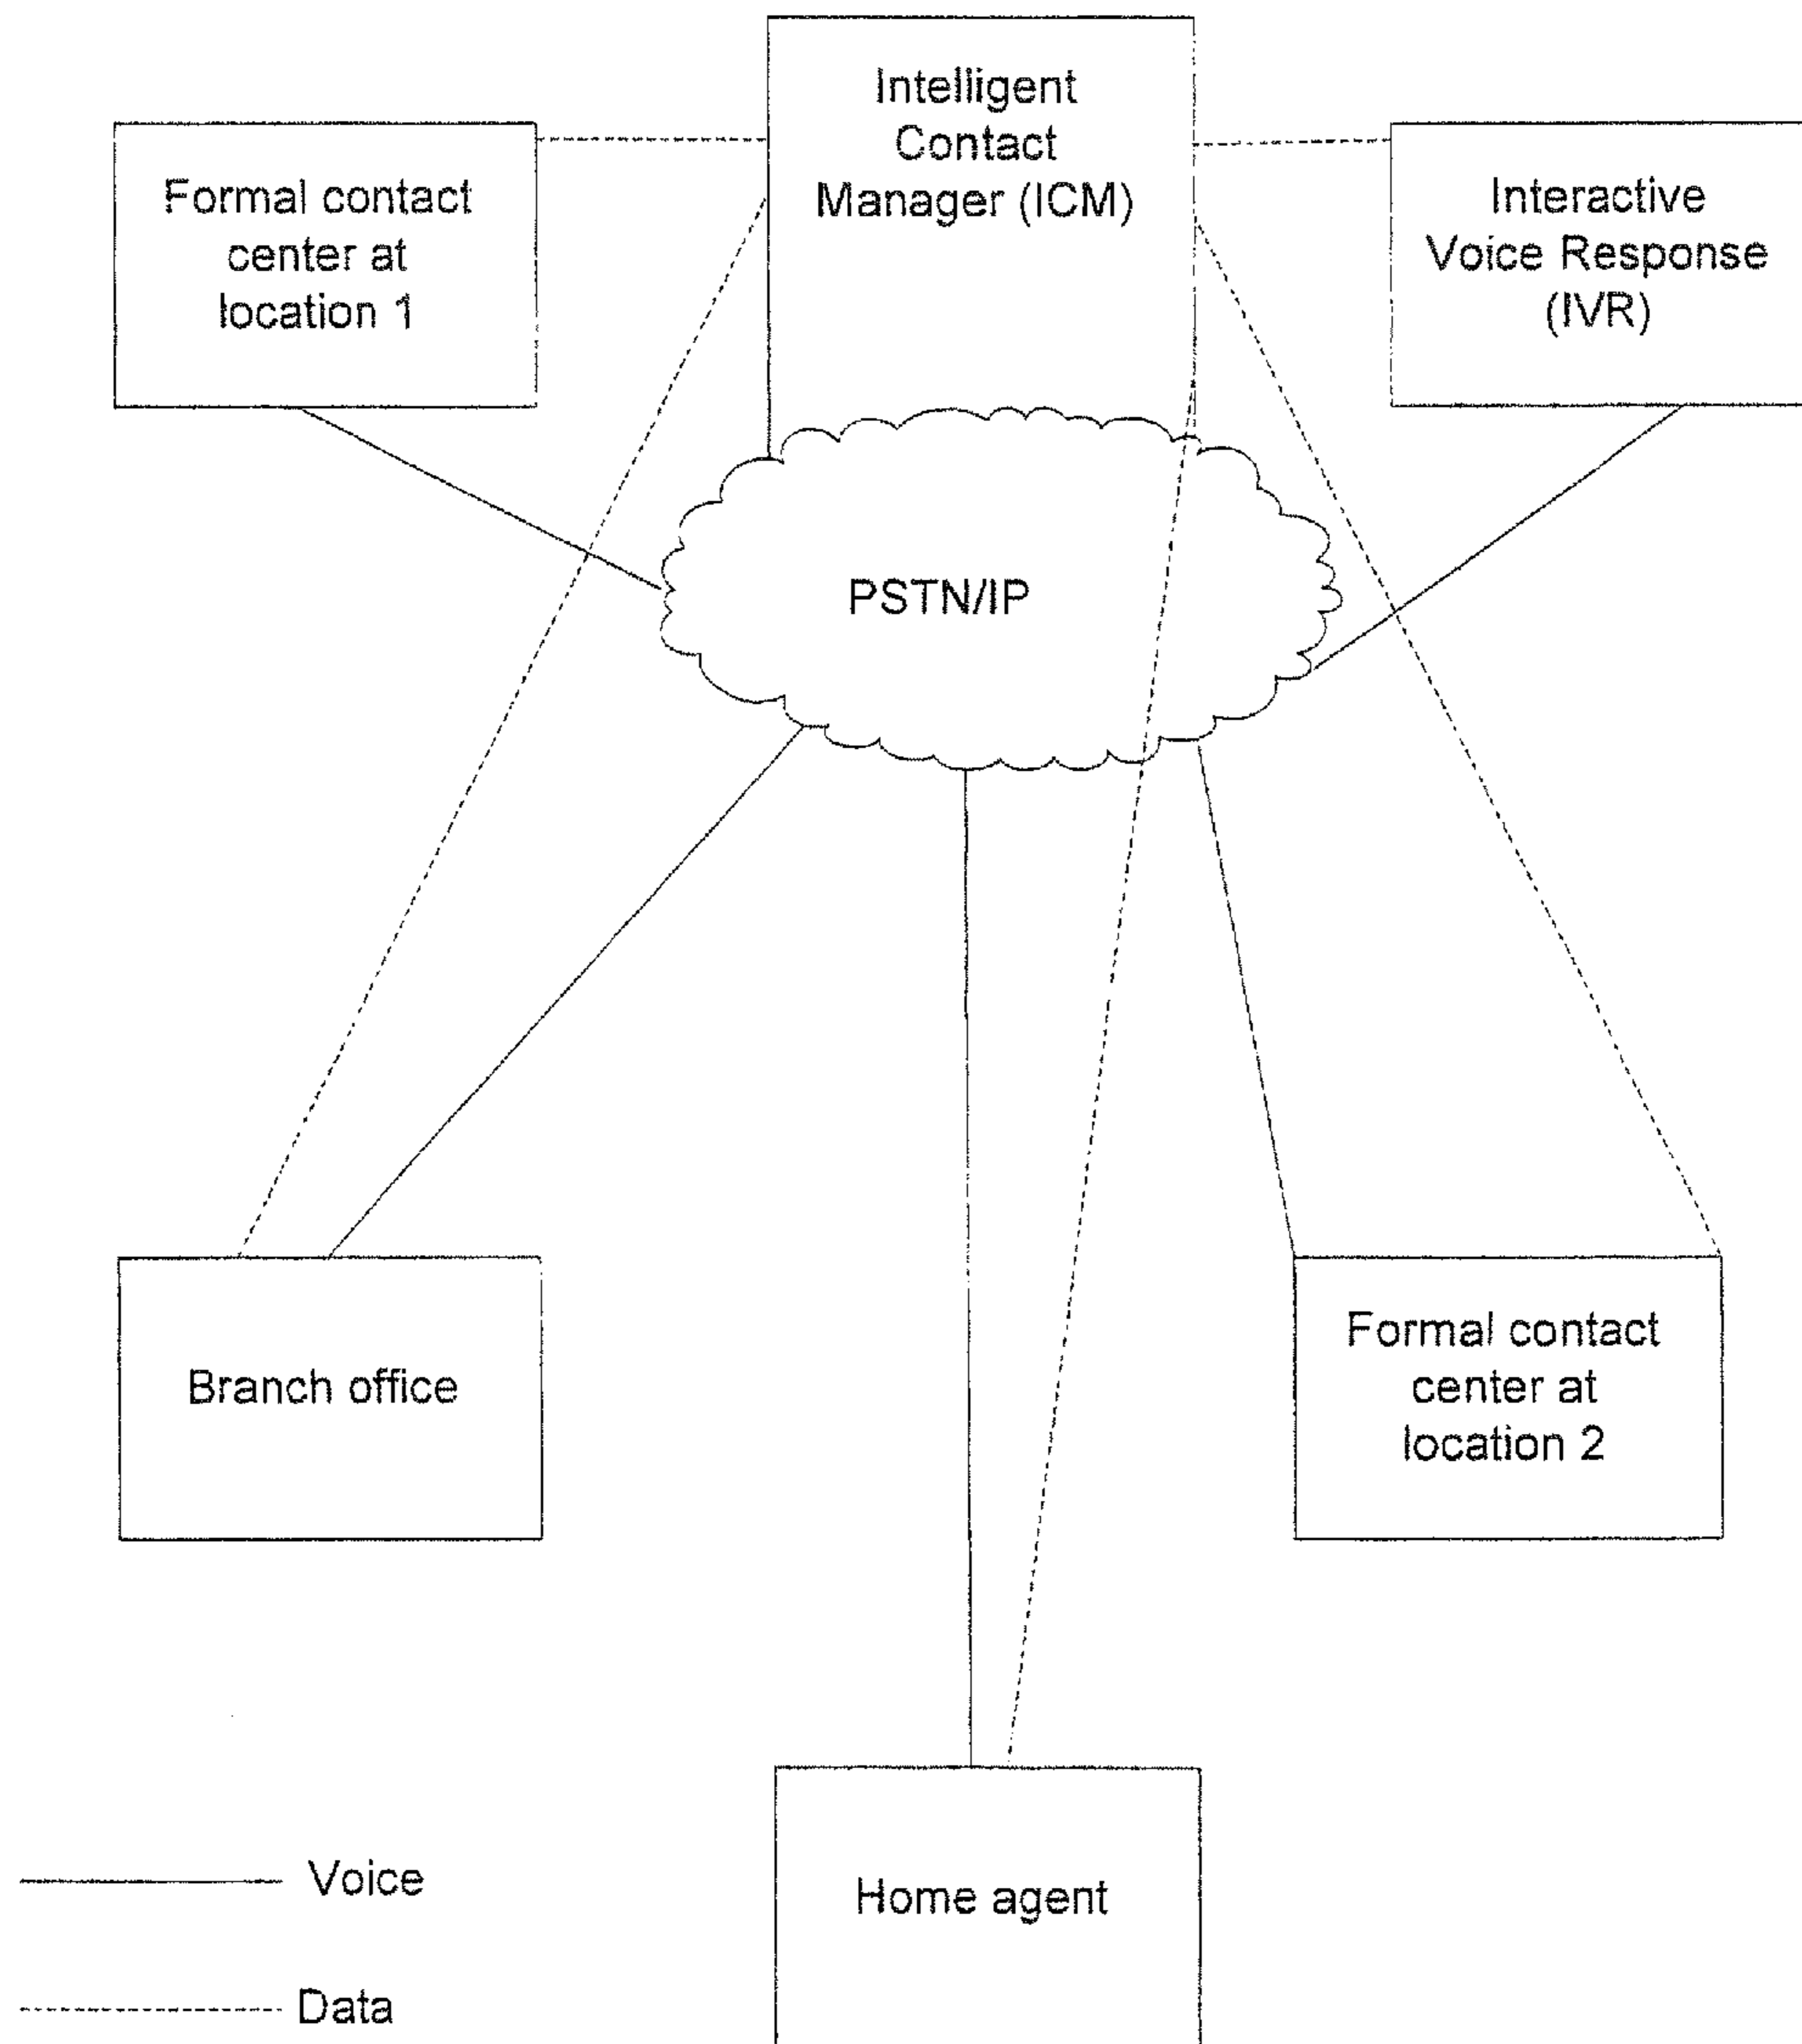 Intelligent
Contact
Manager (ICM)
Formal contact
center at
location 1
Interactive
Voice Response
(IVR)
PSTN/IP
Branch office
Formal contact
center at
location 2
Home agent
Voice
Data